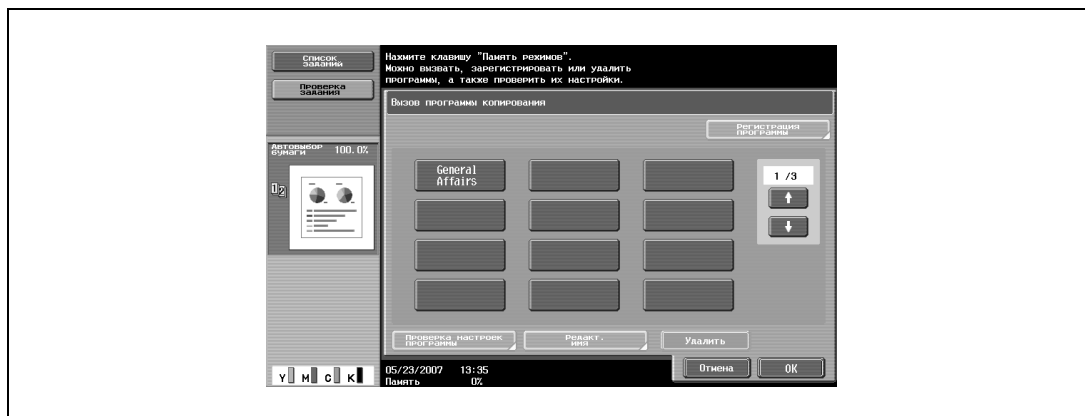 Список
заданий
Проверка
задания
Нажмите клавишу "Память режимов".
Можно вызвать, зарегистрировать или удалить
программы, а также проверить их настройки.
Вызов программы копирования
Регистрация
программы
Автовыбор
бумаги 100.0%
1 2
General
Affairs
1 /3
Проверка настроек
программы
Редакт.
имя
Удалить
Y M C K
05/23/2007 13:35
Память 0%
Отмена
OK